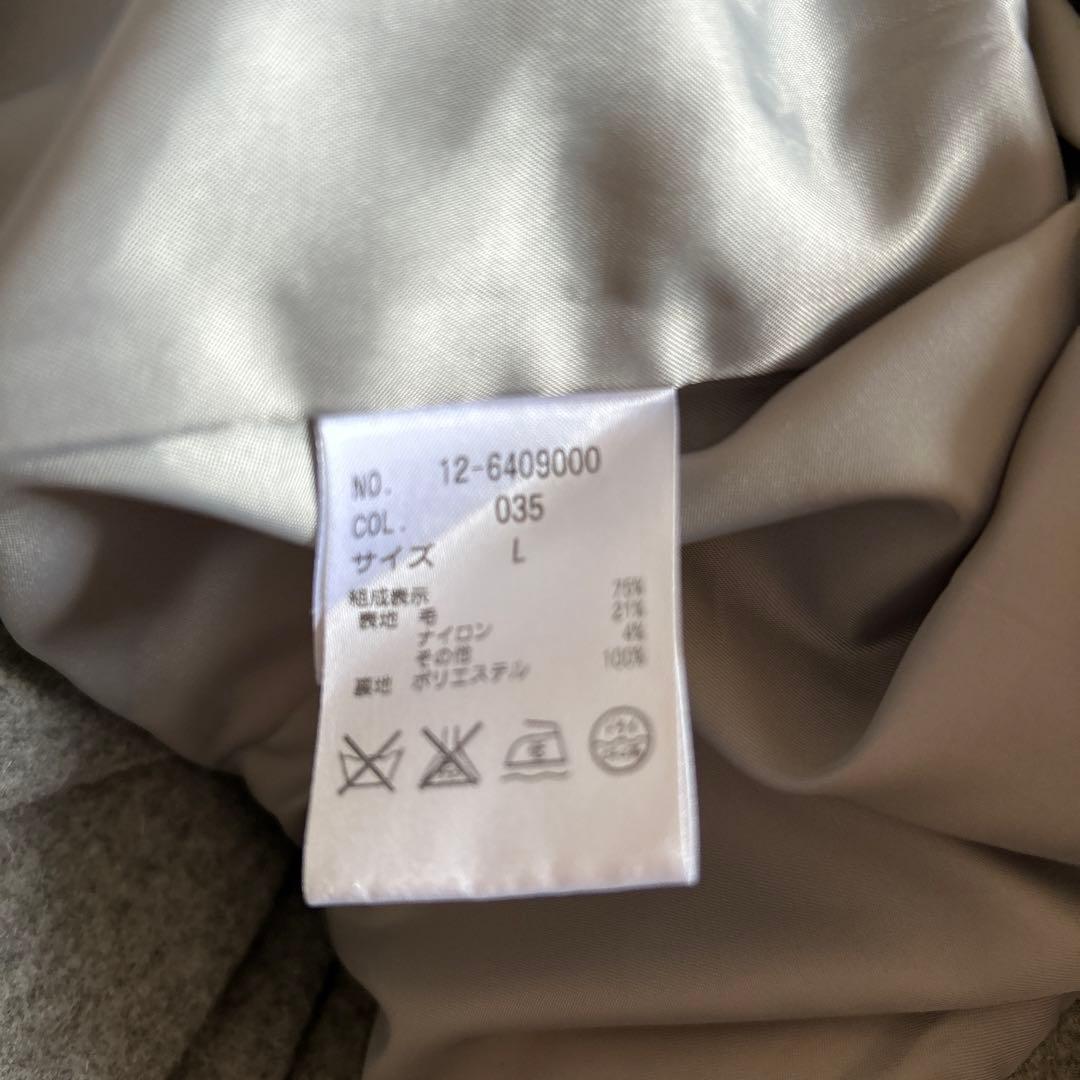 NO. 12-6409000
COL. 035
サイズ L
組成表示
表地 毛 75%
ナイロン 21%
その他 4%
裏地 ポリエステル 100%